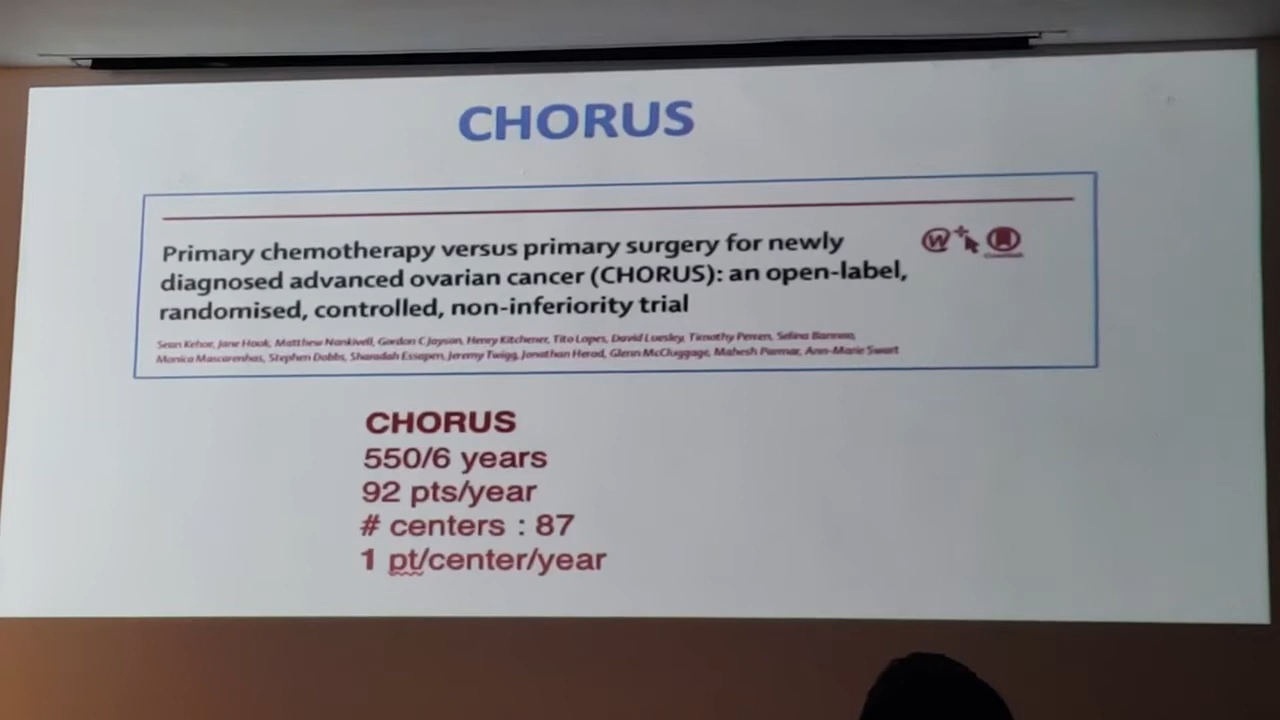 CHORUS
Primary chemotherapy versus primary surgery for newly
diagnosed advanced ovarian cancer (CHORUS): an open-label,
randomised, controlled, non-inferiority trial
Sean Kehoe, Jane Hook, Matthew Nankivell, Gordon C Jayson, Henry Kitchener, Tito Lopes, David Luesley, Timothy Perren, Selina Bannoo,
Monica Mascarenhas, Stephen Dobbs, Sharadah Essapen, Jeremy Twigg, Jonathan Herod, Glenn McCluggage, Mahesh Parmar, Ann-Marie Swart
CHORUS
550/6 years
92 pts/year
# centers : 87
1 pt/center/year